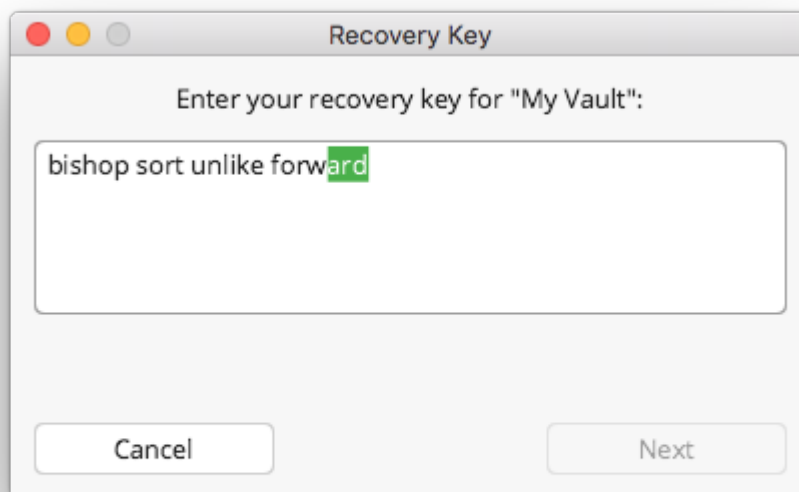 Recovery Key
Enter your recovery key for "My Vault":
bishop sort unlike forward
Cancel
Next